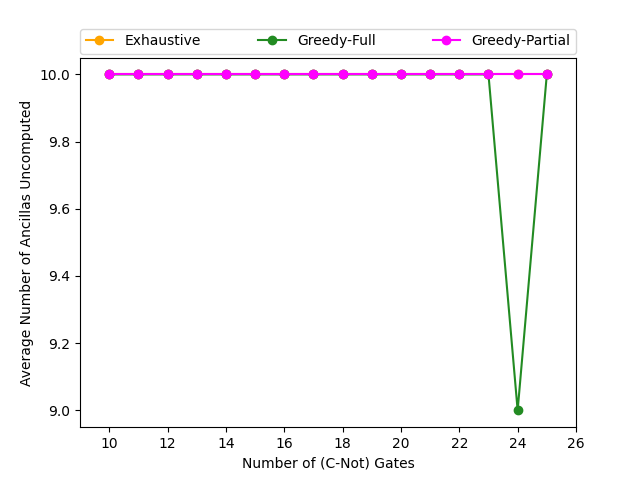 Exhaustive Greedy-Full Greedy-Partial
10.0
9.8
9.6
9.4
9.2
9.0
Average Number of Ancillas Uncomputed
10 12 14 16 18 20 22 24 26
Number of (C-Not) Gates